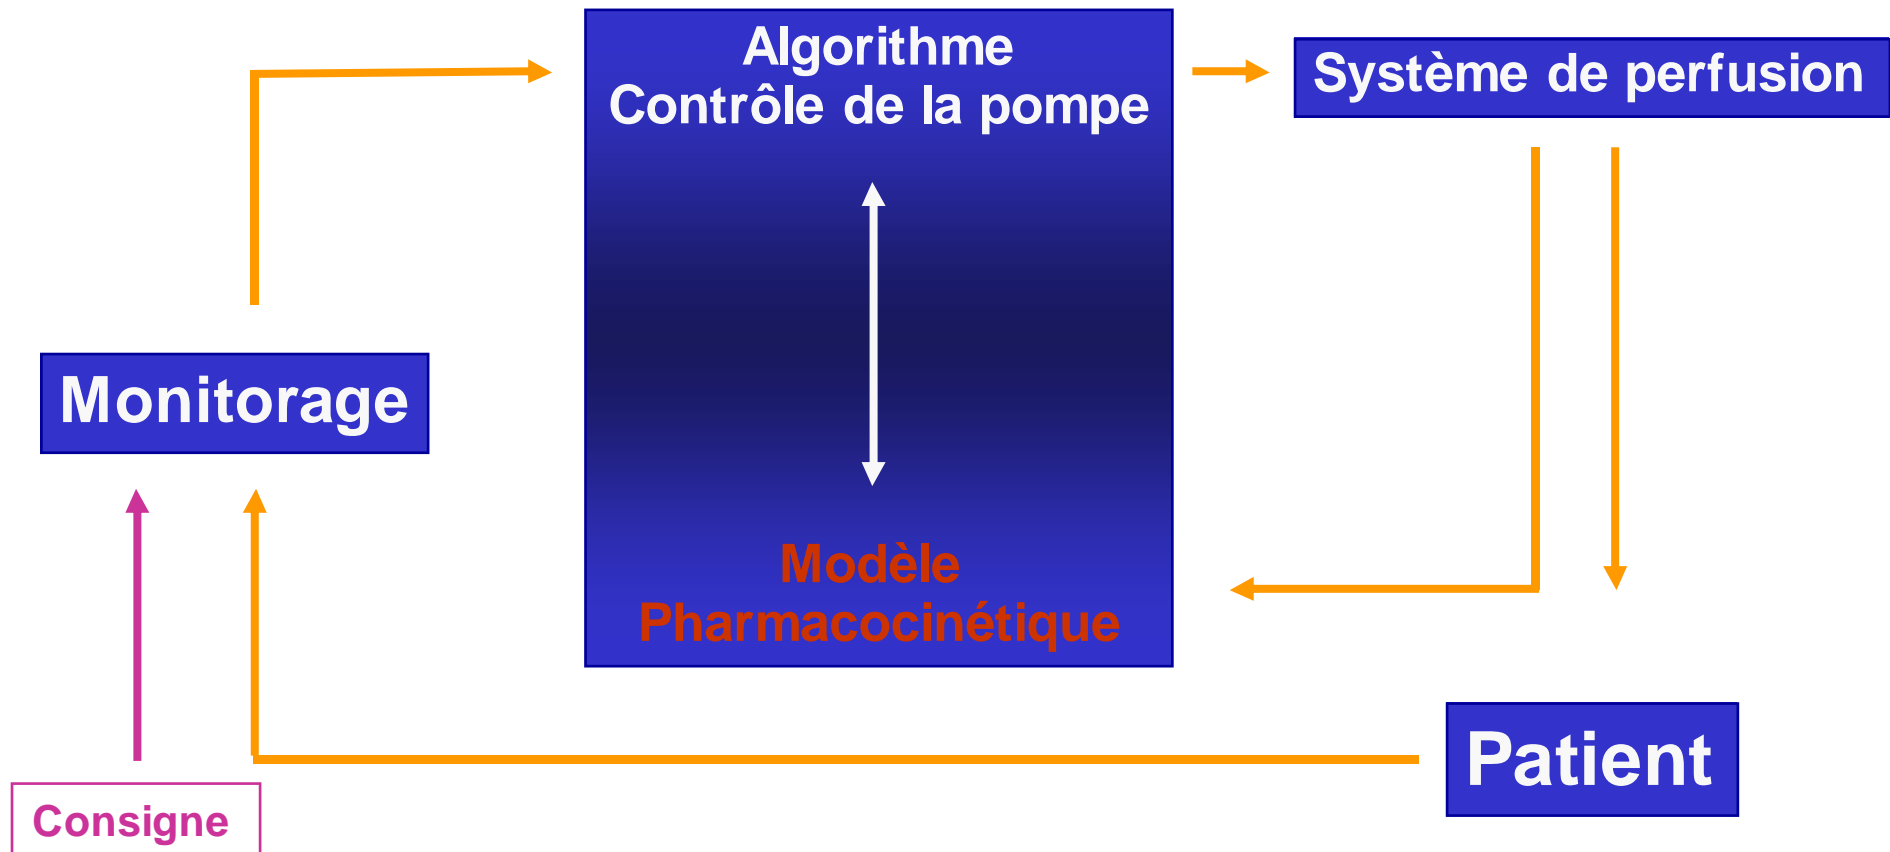 Algorithme
Contrôle de la pompe
Système de perfusion
Monitorage
Modèle
Pharmacocinétique
Patient
Consigne